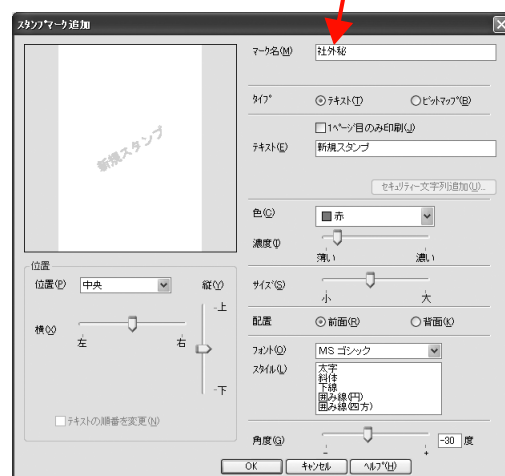 スタンプマーク追加
マーク名(M) 社外秘
タイプ テキスト(T) ビットマップ(B)
1ページ目のみ印刷(J)
テキスト(E) 新規スタンプ
セキュリティー文字列追加(U)...
新規スタンプ
色(C) 赤
濃度(I)
薄い 濃い
位置
位置(P) 中央 縦(Y)
上
横(X)
左 右
下
テキストの順番を変更(N)
サイズ(S)
小 大
配置 前面(R) 背面(K)
フォント(O) MS ゴシック
スタイル(L) 太字
斜体
下線
囲み線(円)
囲み線(四方)
角度(G) -30 度
- +
OK キャンセル ヘルプ(H)